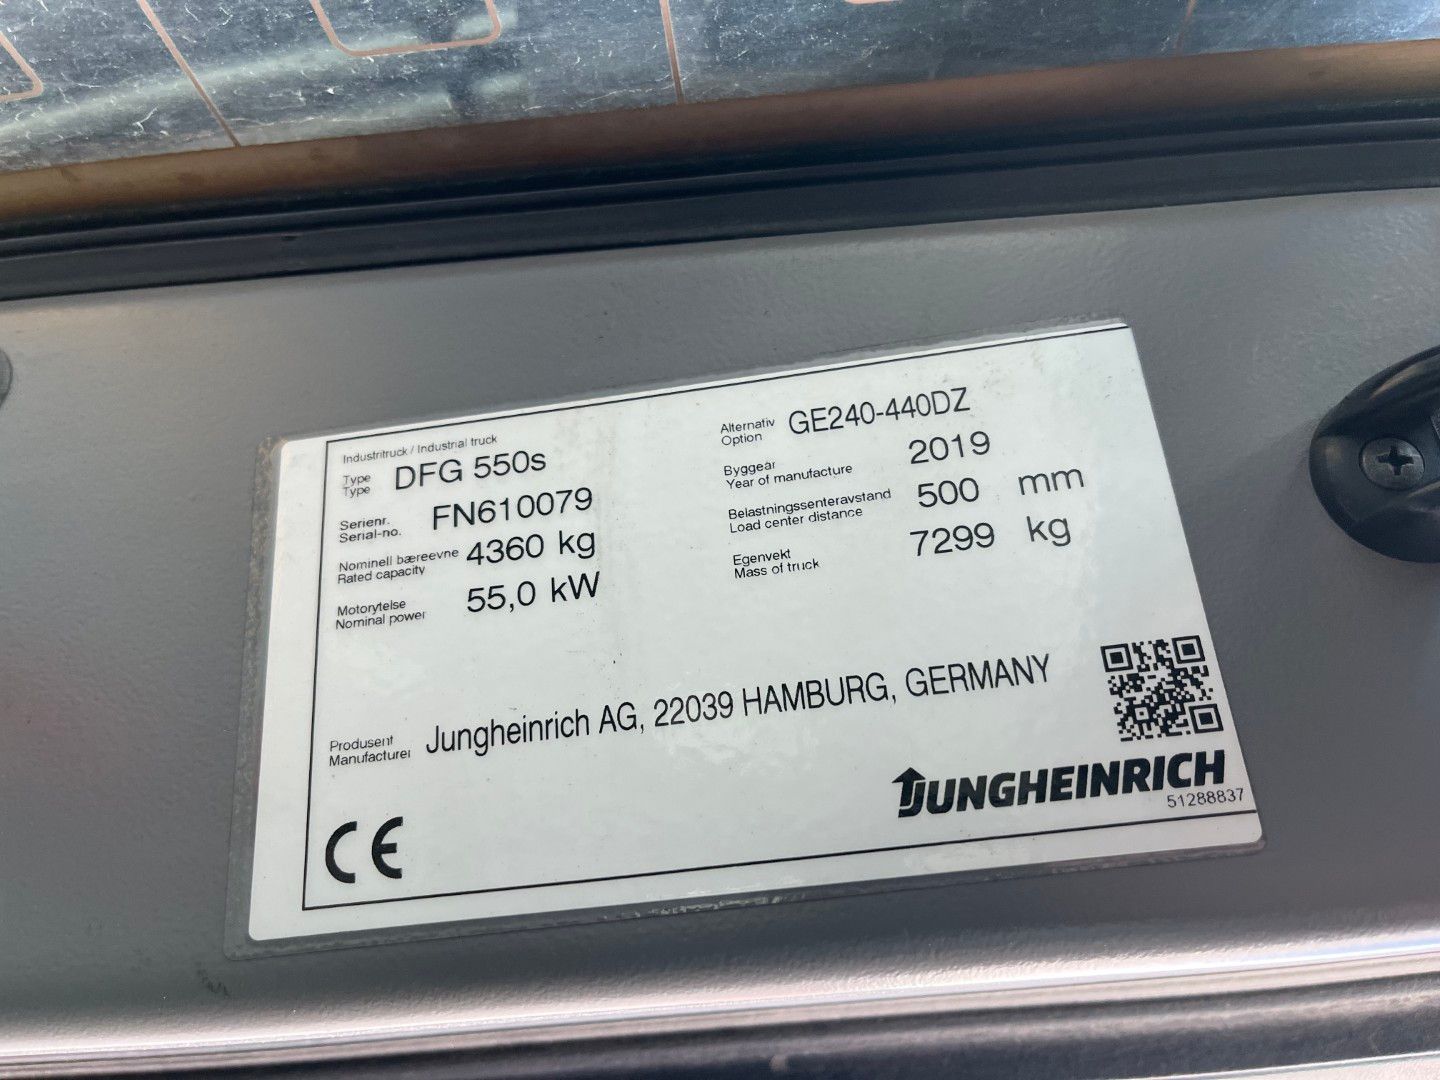 Industritruck / Industrial truck
Type
Type DFG 550s
Alternativ
Option GE240-440DZ
Serienr.
Serial-no. FN610079
Byggeår
Year of manufacture 2019
Nominell bæreevne
Rated capacity 4360 kg
Belastningssenteravstand
Load center distance 500 mm
Motorytelse
Nominal power 55,0 kW
Egenvekt
Mass of truck 7299 kg
Produsent
Manufacturer Jungheinrich AG, 22039 HAMBURG, GERMANY
JUNGHEINRICH
51288837
CE